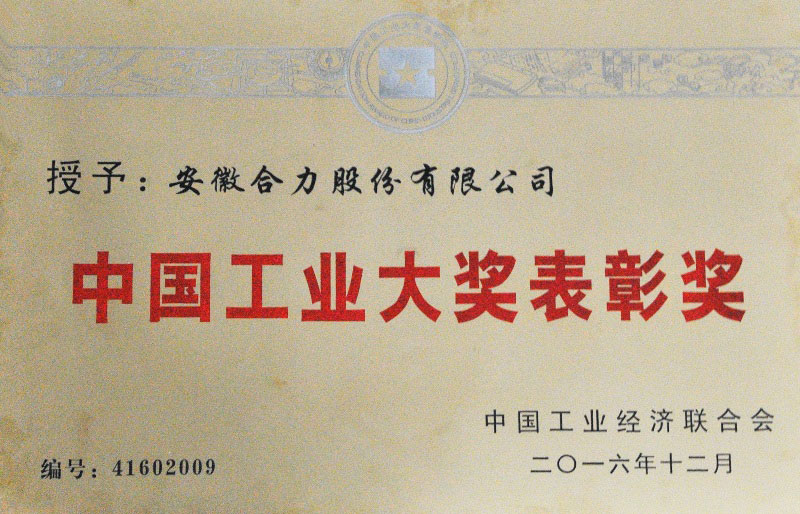 授予：安徽合力股份有限公司
中国工业大奖表彰奖
中国工业经济联合会
二〇一六年十二月
编号：41602009